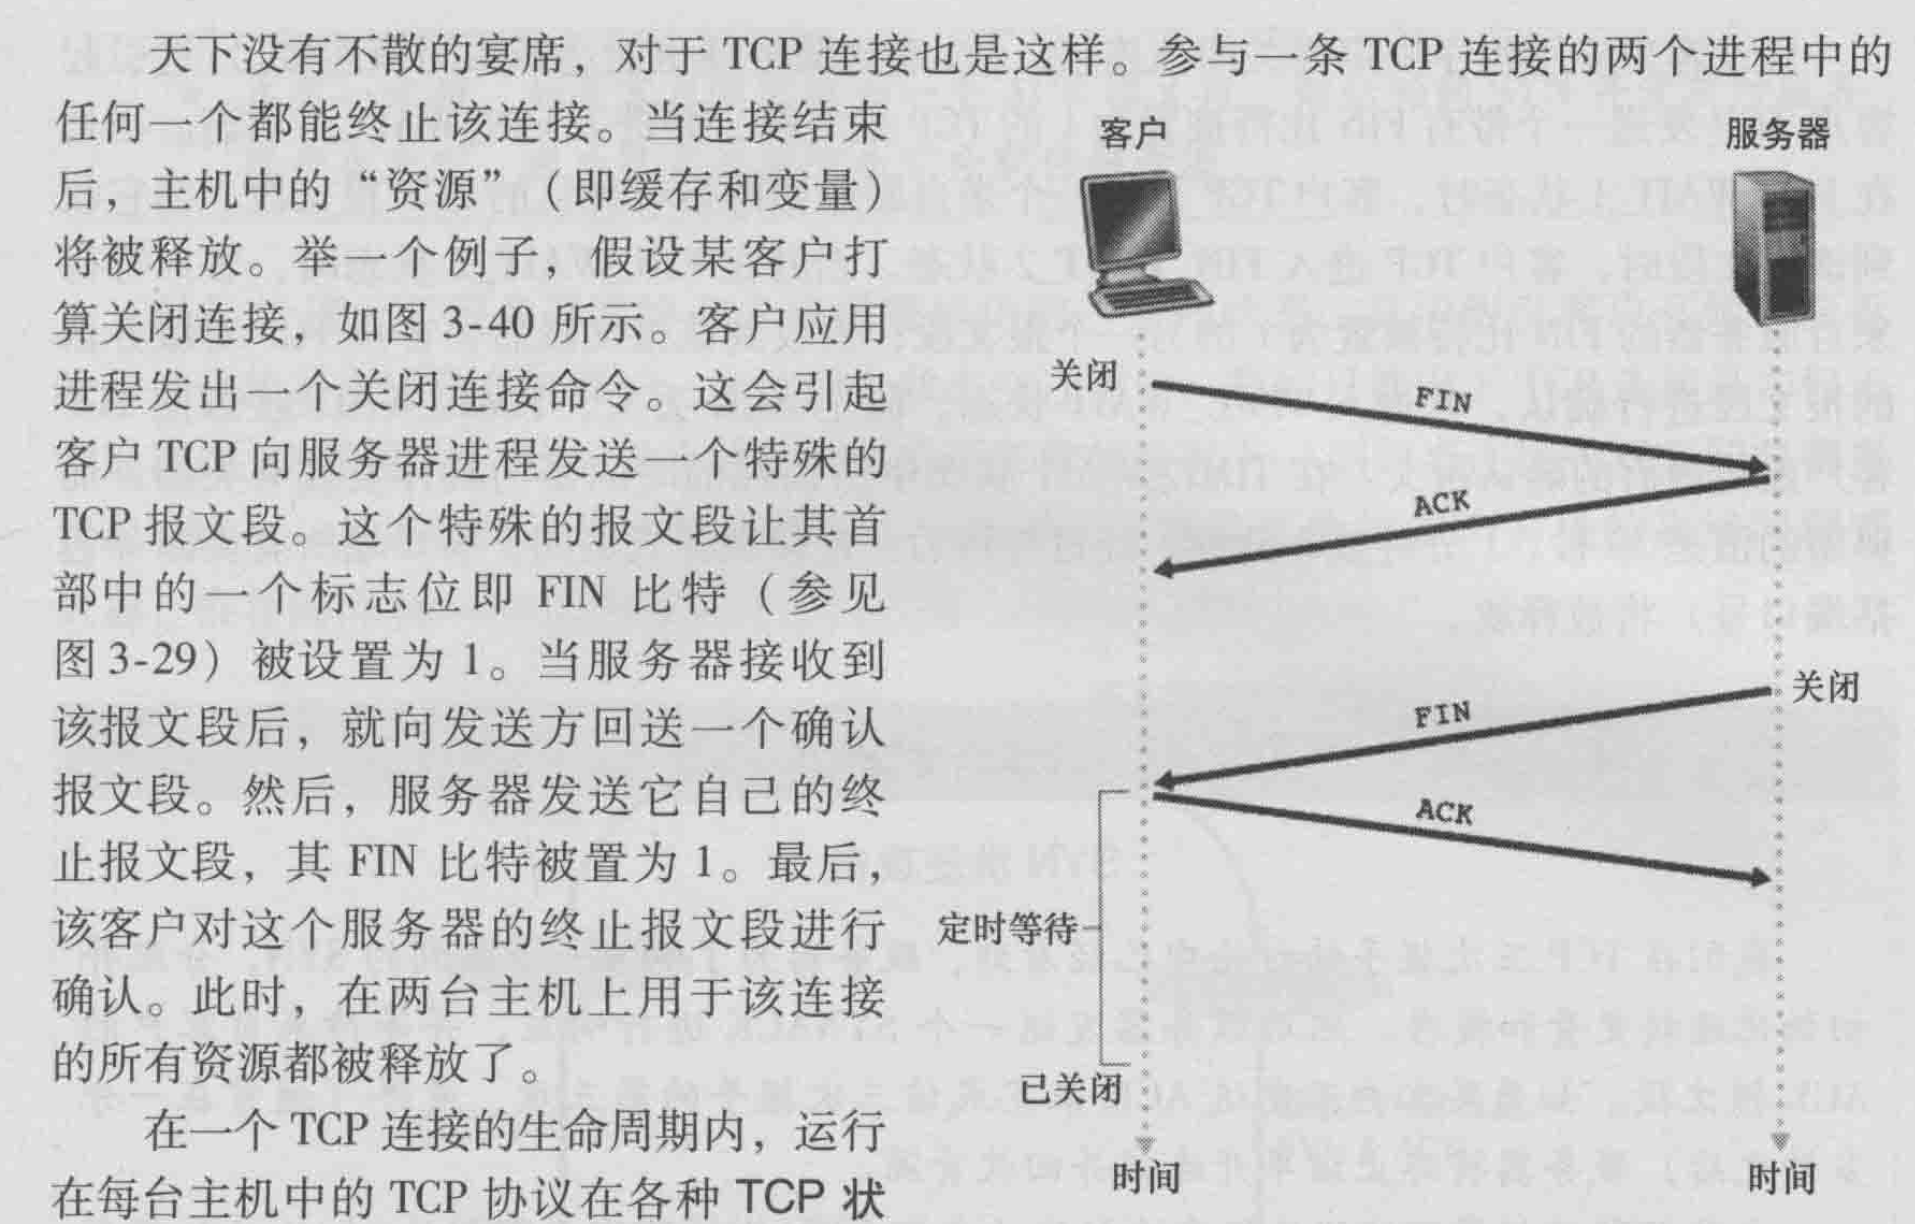 天下没有不散的宴席，对于 TCP 连接也是这样。参与一条 TCP 连接的两个进程中的
任何一个都能终止该连接。当连接结束
后，主机中的“资源”（即缓存和变量）
将被释放。举一个例子，假设某客户打
算关闭连接，如图 3-40 所示。客户应用
进程发出一个关闭连接命令。这会引起
客户 TCP 向服务器进程发送一个特殊的
TCP 报文段。这个特殊的报文段让其首
部中的一个标志位即 FIN 比特（参见
图 3-29）被设置为 1。当服务器接收到
该报文段后，就向发送方回送一个确认
报文段。然后，服务器发送它自己的终
止报文段，其 FIN 比特被置为 1。最后，
该客户对这个服务器的终止报文段进行
确认。此时，在两台主机上用于该连接
的所有资源都被释放了。
在一个 TCP 连接的生命周期内，运行
在每台主机中的 TCP 协议在各种 TCP 状
客户
服务器
关闭
FIN
ACK
关闭
FIN
ACK
定时等待
已关闭
时间
时间